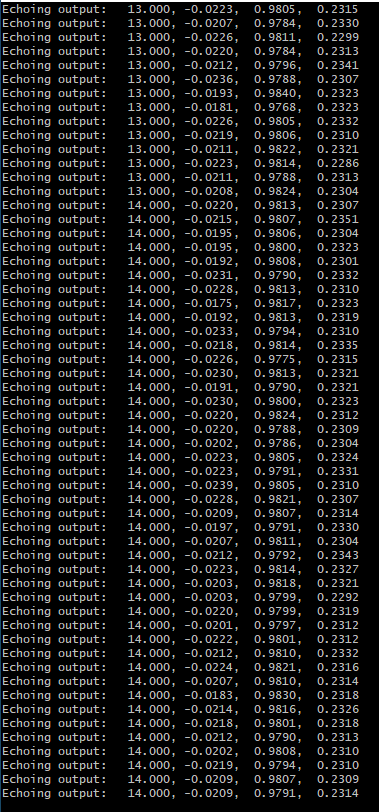 Echoing output:   13.000, -0.0223,  0.9805,  0.2315
Echoing output:   13.000, -0.0207,  0.9784,  0.2330
Echoing output:   13.000, -0.0226,  0.9811,  0.2299
Echoing output:   13.000, -0.0220,  0.9784,  0.2313
Echoing output:   13.000, -0.0212,  0.9796,  0.2341
Echoing output:   13.000, -0.0236,  0.9788,  0.2307
Echoing output:   13.000, -0.0193,  0.9840,  0.2323
Echoing output:   13.000, -0.0181,  0.9768,  0.2323
Echoing output:   13.000, -0.0226,  0.9805,  0.2332
Echoing output:   13.000, -0.0219,  0.9806,  0.2310
Echoing output:   13.000, -0.0211,  0.9822,  0.2321
Echoing output:   13.000, -0.0223,  0.9814,  0.2286
Echoing output:   13.000, -0.0211,  0.9788,  0.2313
Echoing output:   13.000, -0.0208,  0.9824,  0.2304
Echoing output:   14.000, -0.0220,  0.9813,  0.2307
Echoing output:   14.000, -0.0215,  0.9807,  0.2351
Echoing output:   14.000, -0.0195,  0.9806,  0.2304
Echoing output:   14.000, -0.0195,  0.9800,  0.2323
Echoing output:   14.000, -0.0192,  0.9808,  0.2301
Echoing output:   14.000, -0.0231,  0.9790,  0.2332
Echoing output:   14.000, -0.0228,  0.9813,  0.2310
Echoing output:   14.000, -0.0175,  0.9817,  0.2323
Echoing output:   14.000, -0.0192,  0.9813,  0.2319
Echoing output:   14.000, -0.0233,  0.9794,  0.2310
Echoing output:   14.000, -0.0218,  0.9814,  0.2335
Echoing output:   14.000, -0.0226,  0.9775,  0.2315
Echoing output:   14.000, -0.0230,  0.9813,  0.2321
Echoing output:   14.000, -0.0191,  0.9790,  0.2321
Echoing output:   14.000, -0.0230,  0.9800,  0.2323
Echoing output:   14.000, -0.0220,  0.9824,  0.2312
Echoing output:   14.000, -0.0220,  0.9788,  0.2309
Echoing output:   14.000, -0.0202,  0.9786,  0.2304
Echoing output:   14.000, -0.0223,  0.9805,  0.2324
Echoing output:   14.000, -0.0223,  0.9791,  0.2331
Echoing output:   14.000, -0.0239,  0.9805,  0.2310
Echoing output:   14.000, -0.0228,  0.9821,  0.2307
Echoing output:   14.000, -0.0209,  0.9807,  0.2314
Echoing output:   14.000, -0.0197,  0.9791,  0.2330
Echoing output:   14.000, -0.0207,  0.9811,  0.2304
Echoing output:   14.000, -0.0212,  0.9792,  0.2343
Echoing output:   14.000, -0.0223,  0.9814,  0.2327
Echoing output:   14.000, -0.0203,  0.9818,  0.2321
Echoing output:   14.000, -0.0203,  0.9799,  0.2292
Echoing output:   14.000, -0.0220,  0.9799,  0.2319
Echoing output:   14.000, -0.0201,  0.9797,  0.2312
Echoing output:   14.000, -0.0222,  0.9801,  0.2312
Echoing output:   14.000, -0.0212,  0.9810,  0.2332
Echoing output:   14.000, -0.0224,  0.9821,  0.2316
Echoing output:   14.000, -0.0207,  0.9810,  0.2314
Echoing output:   14.000, -0.0183,  0.9830,  0.2318
Echoing output:   14.000, -0.0214,  0.9816,  0.2326
Echoing output:   14.000, -0.0218,  0.9801,  0.2318
Echoing output:   14.000, -0.0212,  0.9790,  0.2313
Echoing output:   14.000, -0.0202,  0.9808,  0.2310
Echoing output:   14.000, -0.0219,  0.9794,  0.2310
Echoing output:   14.000, -0.0209,  0.9807,  0.2309
Echoing output:   14.000, -0.0209,  0.9791,  0.2314